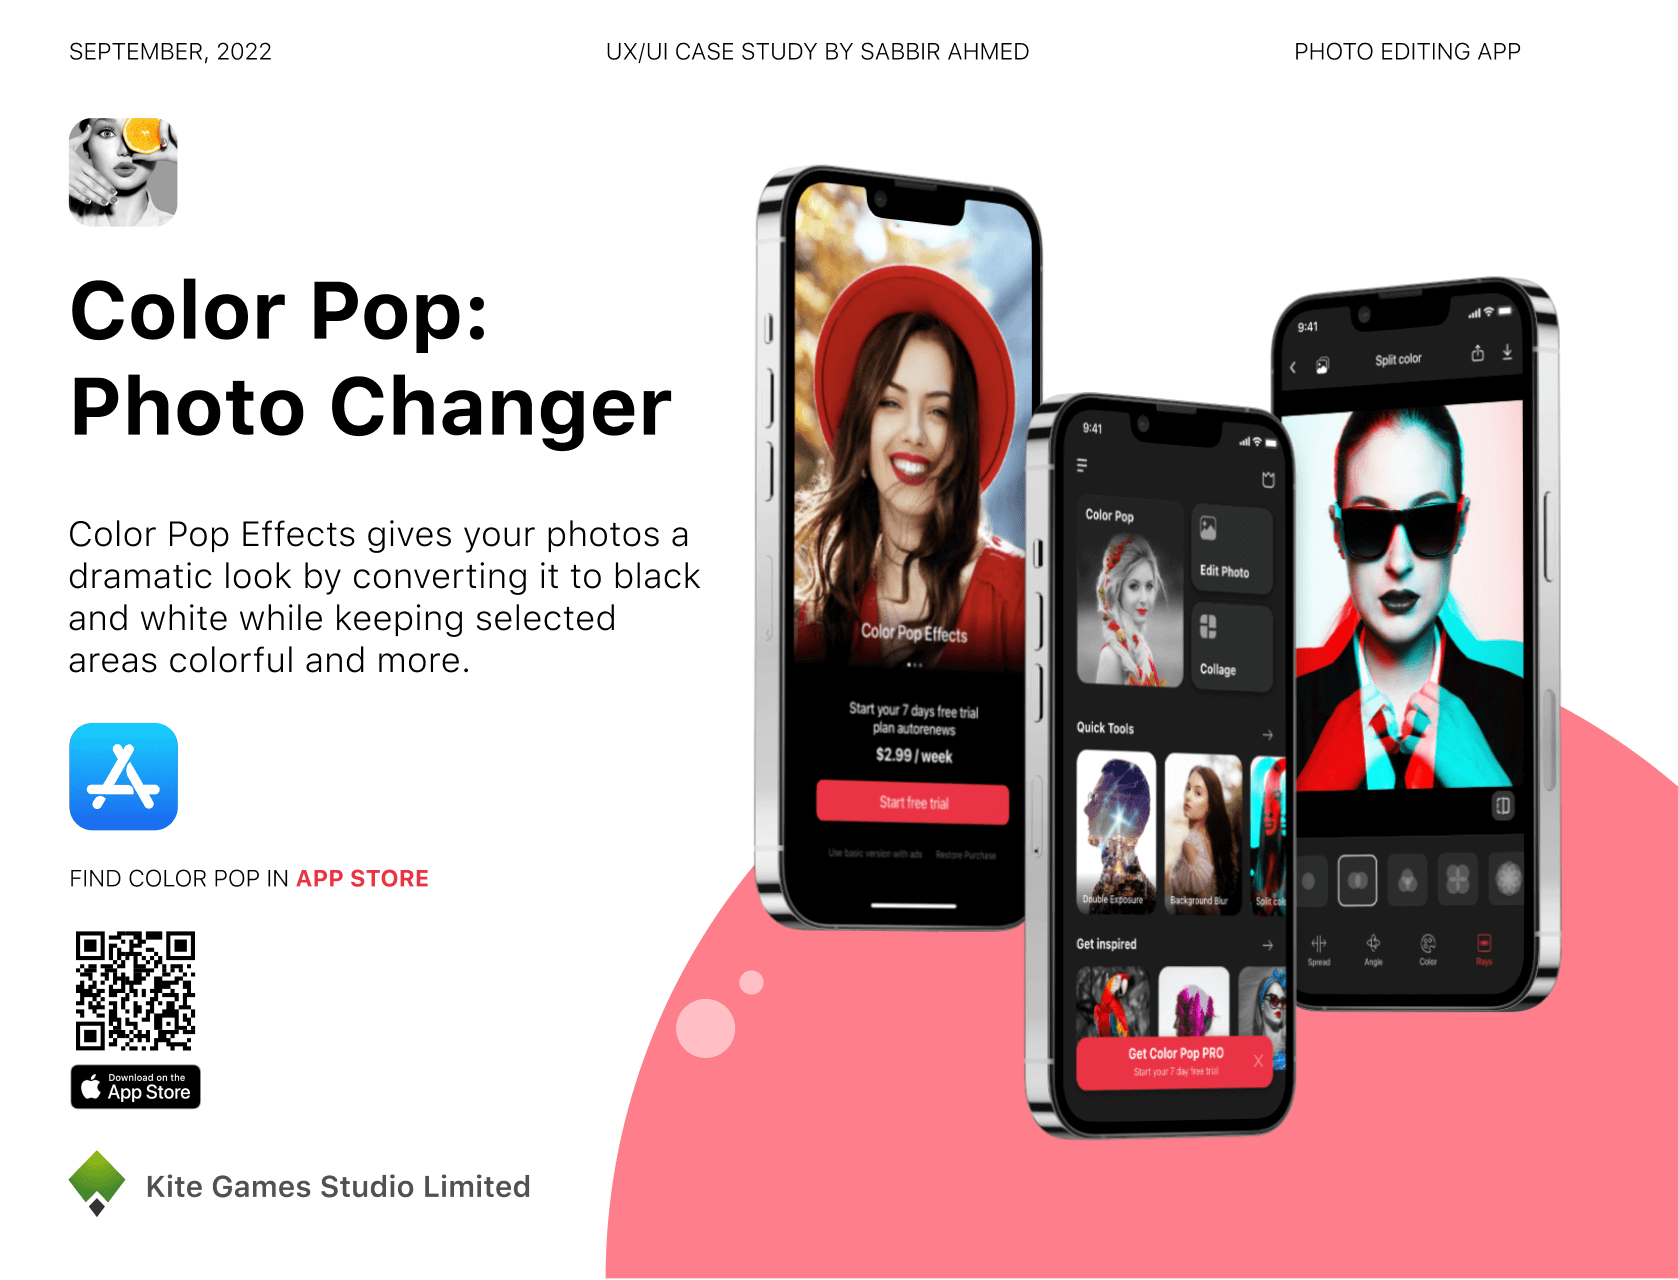 SEPTEMBER, 2022
UX/UI CASE STUDY BY SABBIR AHMED
PHOTO EDITING APP
Color Pop:
Photo Changer
Color Pop Effects gives your photos a
dramatic look by converting it to black
and white while keeping selected
areas colorful and more.
FIND COLOR POP IN APP STORE
Download on the
App Store
Kite Games Studio Limited
Color Pop Effects
Start your 7 days free trial
plan autorenews
$2.99 / week
Start free trial
Use basic version with ads
Restore Purchase
9:41
Color Pop
Edit Photo
Collage
Quick Tools
Double Exposure
Background Blur
Split col
Get inspired
Get Color Pop PRO
Start your 7 day free trial
X
9:41
Split color
Spread
Angle
Color
Rays